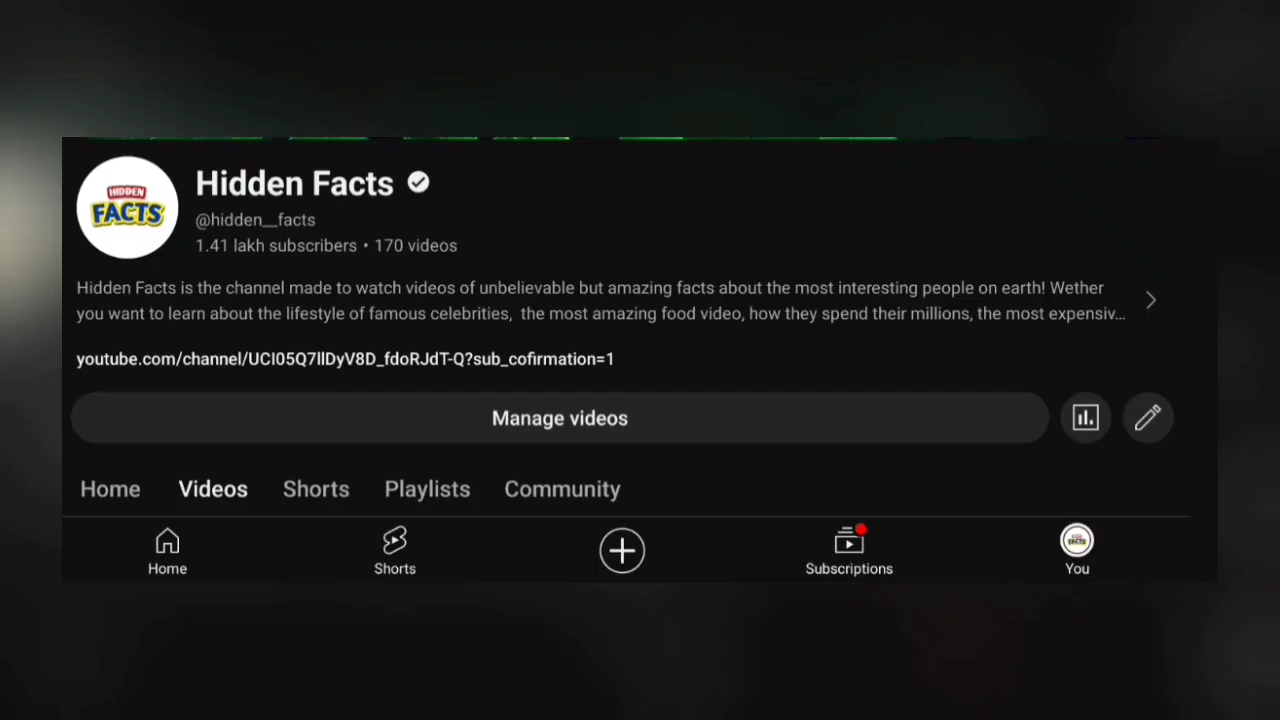 HIDDEN
FACTS
Hidden Facts
@hidden__facts
1.41 lakh subscribers • 170 videos
Hidden Facts is the channel made to watch videos of unbelievable but amazing facts about the most interesting people on earth! Wether
you want to learn about the lifestyle of famous celebrities, the most amazing food video, how they spend their millions, the most expensiv...
youtube.com/channel/UCI05Q7llDyV8D_fdoRJdT-Q?sub_cofirmation=1
Manage videos
Home Videos Shorts Playlists Community
Home Shorts Subscriptions You